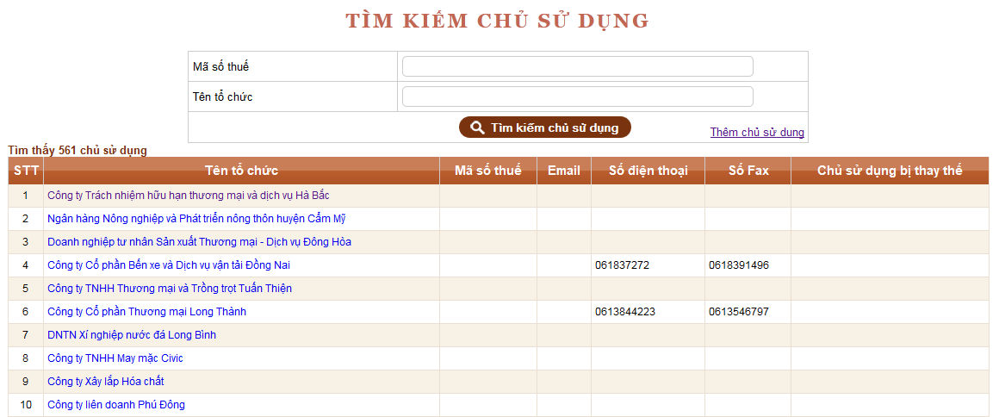 TÌM KIẾM CHỦ SỬ DỤNG
Mã số thuế
Tên tổ chức
Tìm kiếm chủ sử dụng
Thêm chủ sử dung
Tìm thấy 561 chủ sử dụng
STT Tên tổ chức Mã số thuế Email Số điện thoại Số Fax Chủ sử dụng bị thay thế
1 Công ty Trách nhiệm hữu hạn thương mại và dịch vụ Hà Bắc
2 Ngân hàng Nông nghiệp và Phát triển nông thôn huyện Cẩm Mỹ
3 Doanh nghiệp tư nhân Sản xuất Thương mại - Dịch vụ Đông Hòa
4 Công ty Cổ phần Bến xe và Dịch vụ vận tải Đồng Nai 061837272 0618391496
5 Công ty TNHH Thương mại và Trồng trọt Tuấn Thiện
6 Công ty Cổ phần Thương mại Long Thành 0613844223 0613546797
7 DNTN Xí nghiệp nước đá Long Bình
8 Công ty TNHH May mặc Civic
9 Công ty Xây lắp Hóa chất
10 Công ty liên doanh Phú Đông